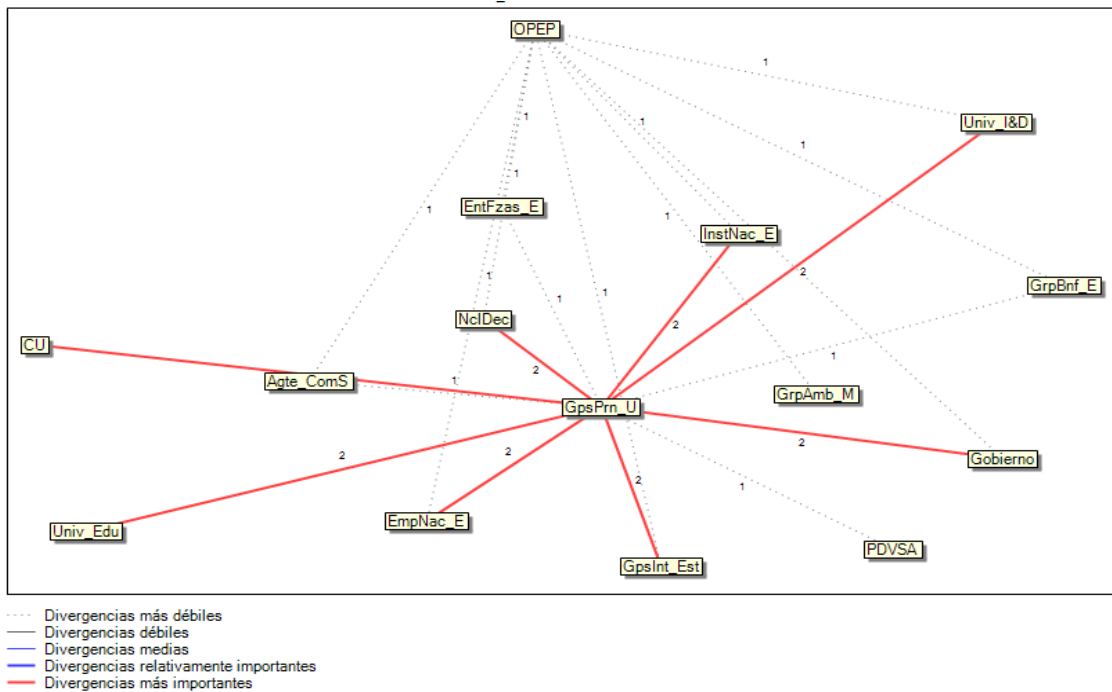 OPEP
1
Univ_I&D
1
1
1
1
1
EntFzas_E
1
1
InstNac_E
1
2
GrpBnf_E
1
1
1
NclDec
2
CU
1
Agte_ComS
1
2
GrpAmb_M
GpsPrn_U
2
2
2
Gobierno
2
1
EmpNac_E
Univ_Edu
PDVSA
GpsInt_Est
Divergencias más débiles
Divergencias débiles
Divergencias medias
Divergencias relativamente importantes
Divergencias más importantes